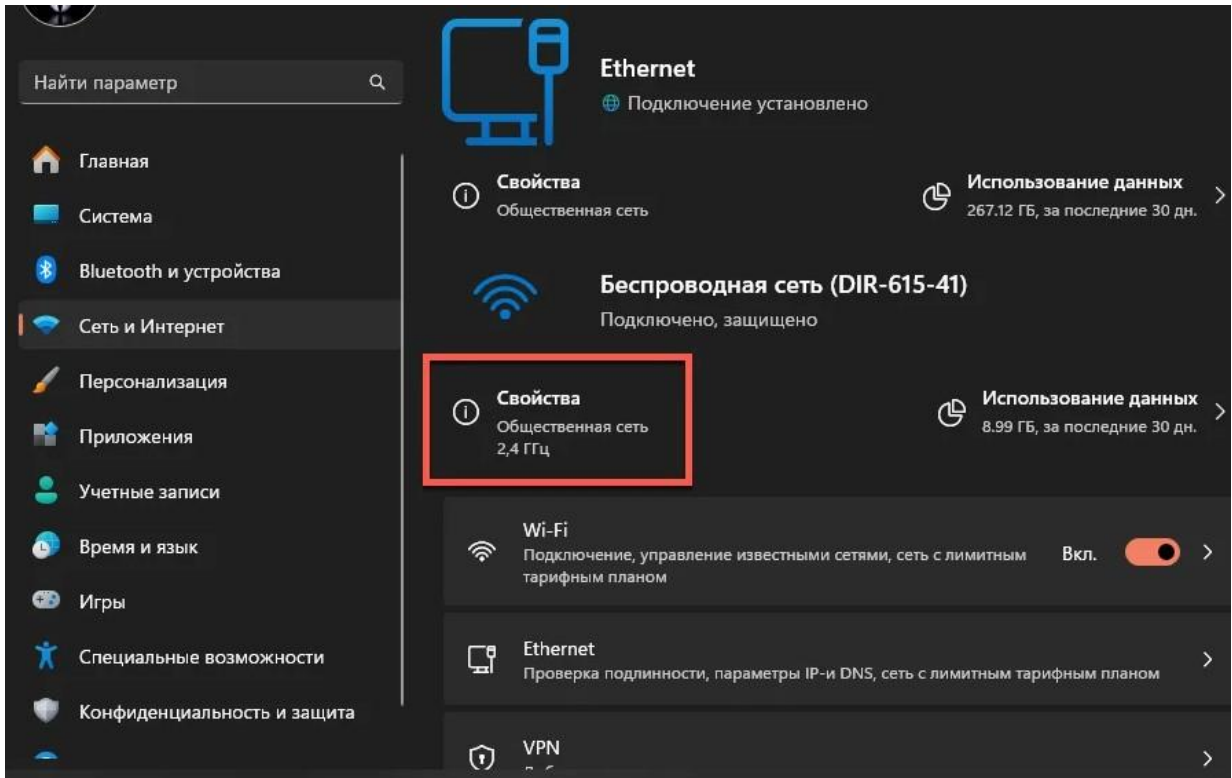 Найти параметр
Главная
Система
Bluetooth и устройства
Сеть и Интернет
Персонализация
Приложения
Учетные записи
Время и язык
Игры
Специальные возможности
Конфиденциальность и защита
Ethernet
Подключение установлено
Свойства
Общественная сеть
Использование данных
267.12 ГБ, за последние 30 дн.
Беспроводная сеть (DIR-615-41)
Подключено, защищено
Свойства
Общественная сеть
2,4 ГГц
Использование данных
8.99 ГБ, за последние 30 дн.
Wi-Fi
Подключение, управление известными сетями, сеть с лимитным
тарифным планом
Вкл.
Ethernet
Проверка подлинности, параметры IP-и DNS, сеть с лимитным тарифным планом
VPN